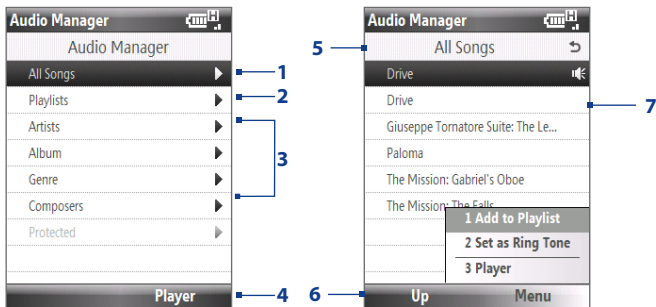 Audio Manager
Audio Manager
All Songs
Playlists
Artists
Album
Genre
Composers
Protected
Player
1
2
3
4
Audio Manager
All Songs
Drive
Drive
Giuseppe Tornatore Suite: The Le...
Paloma
The Mission: Gabriel's Oboe
The Mission: The Falls
1 Add to Playlist
2 Set as Ring Tone
3 Player
Up Menu
5
6
7